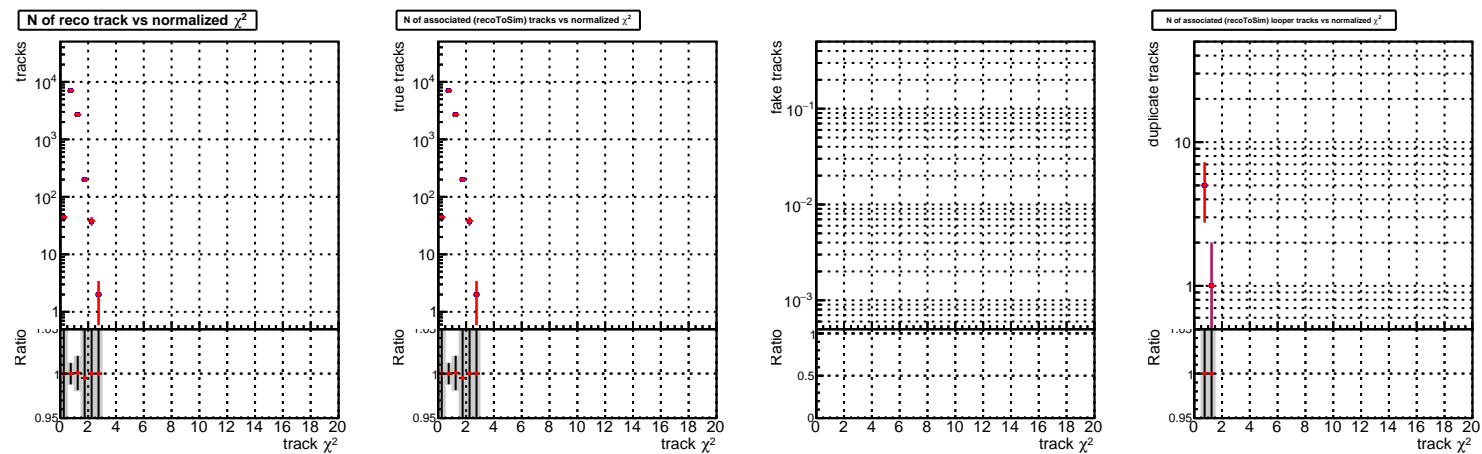 N of reco track vs normalized χ²
tracks
10⁴
10³
10²
10
1
Ratio
1.05
1
0.95
0 2 4 6 8 10 12 14 16 18 20
track χ²
N of associated (recoToSim) tracks vs normalized χ²
true tracks
10⁴
10³
10²
10
1
Ratio
1.05
1
0.95
0 2 4 6 8 10 12 14 16 18 20
track χ²
fake tracks
10⁻¹
10⁻²
10⁻³
Ratio
1
0.5
0
0 2 4 6 8 10 12 14 16 18 20
track χ²
N of associated (recoToSim) looper tracks vs normalized χ²
duplicate tracks
10
1
Ratio
1.05
1
0.95
0 2 4 6 8 10 12 14 16 18 20
track χ²